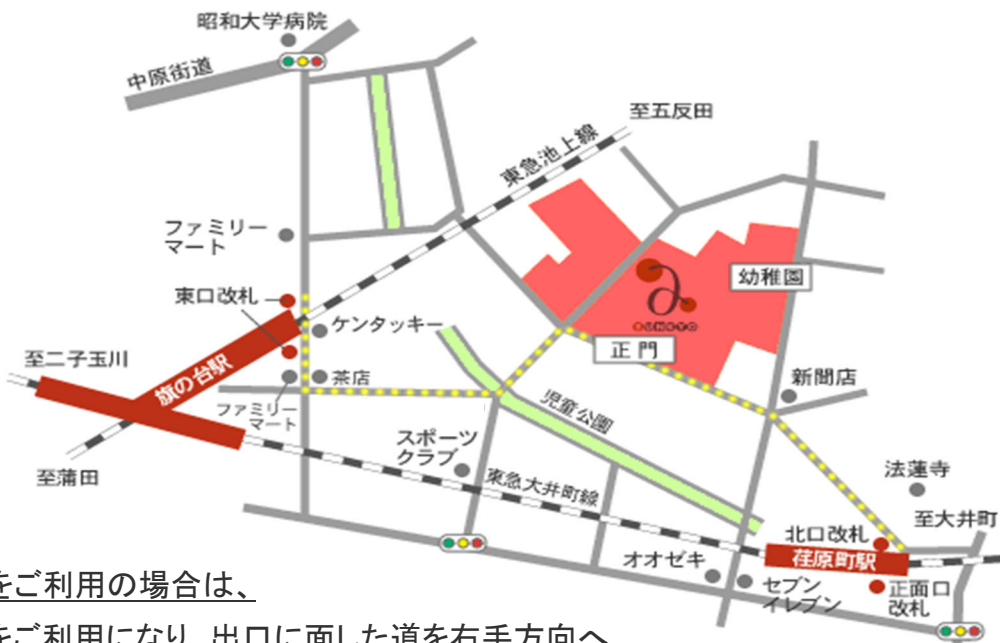 昭和大学病院
中原街道
至五反田
東急池上線
ファミリー
マート
幼稚園
東口改札
ケンタッキー
BUNKYO
正門
至二子玉川
旗の台駅
茶店
新聞店
ファミリー
マート
児童公園
スポーツ
クラブ
至蒲田
東急大井町線
法蓮寺
至大井町
北口改札
オオゼキ
荏原町駅
セブン
イレブン
正面口
改札
をご利用の場合は、
をご利用になり、出口に面した道を右手方向へ